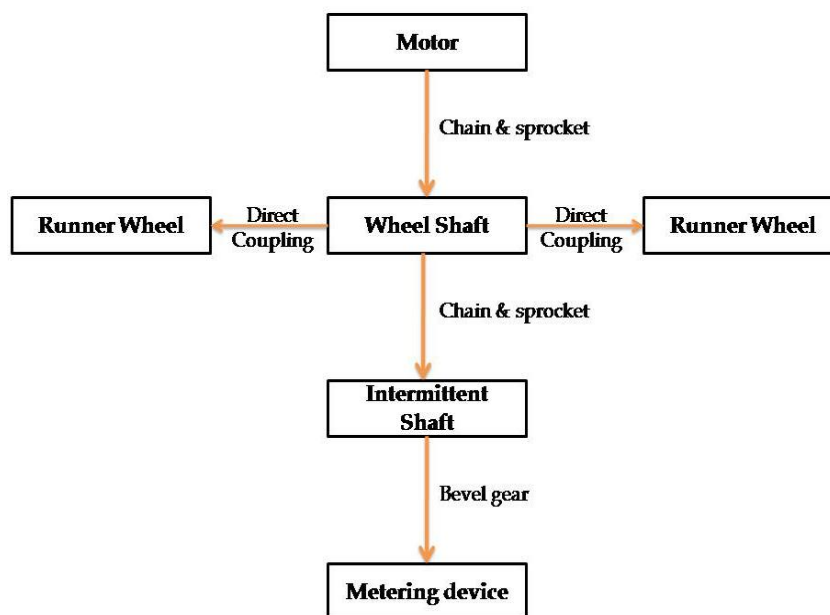 Motor
Chain & sprocket
Runner Wheel
Direct
Coupling
Wheel Shaft
Direct
Coupling
Runner Wheel
Chain & sprocket
Intermittent
Shaft
Bevel gear
Metering device